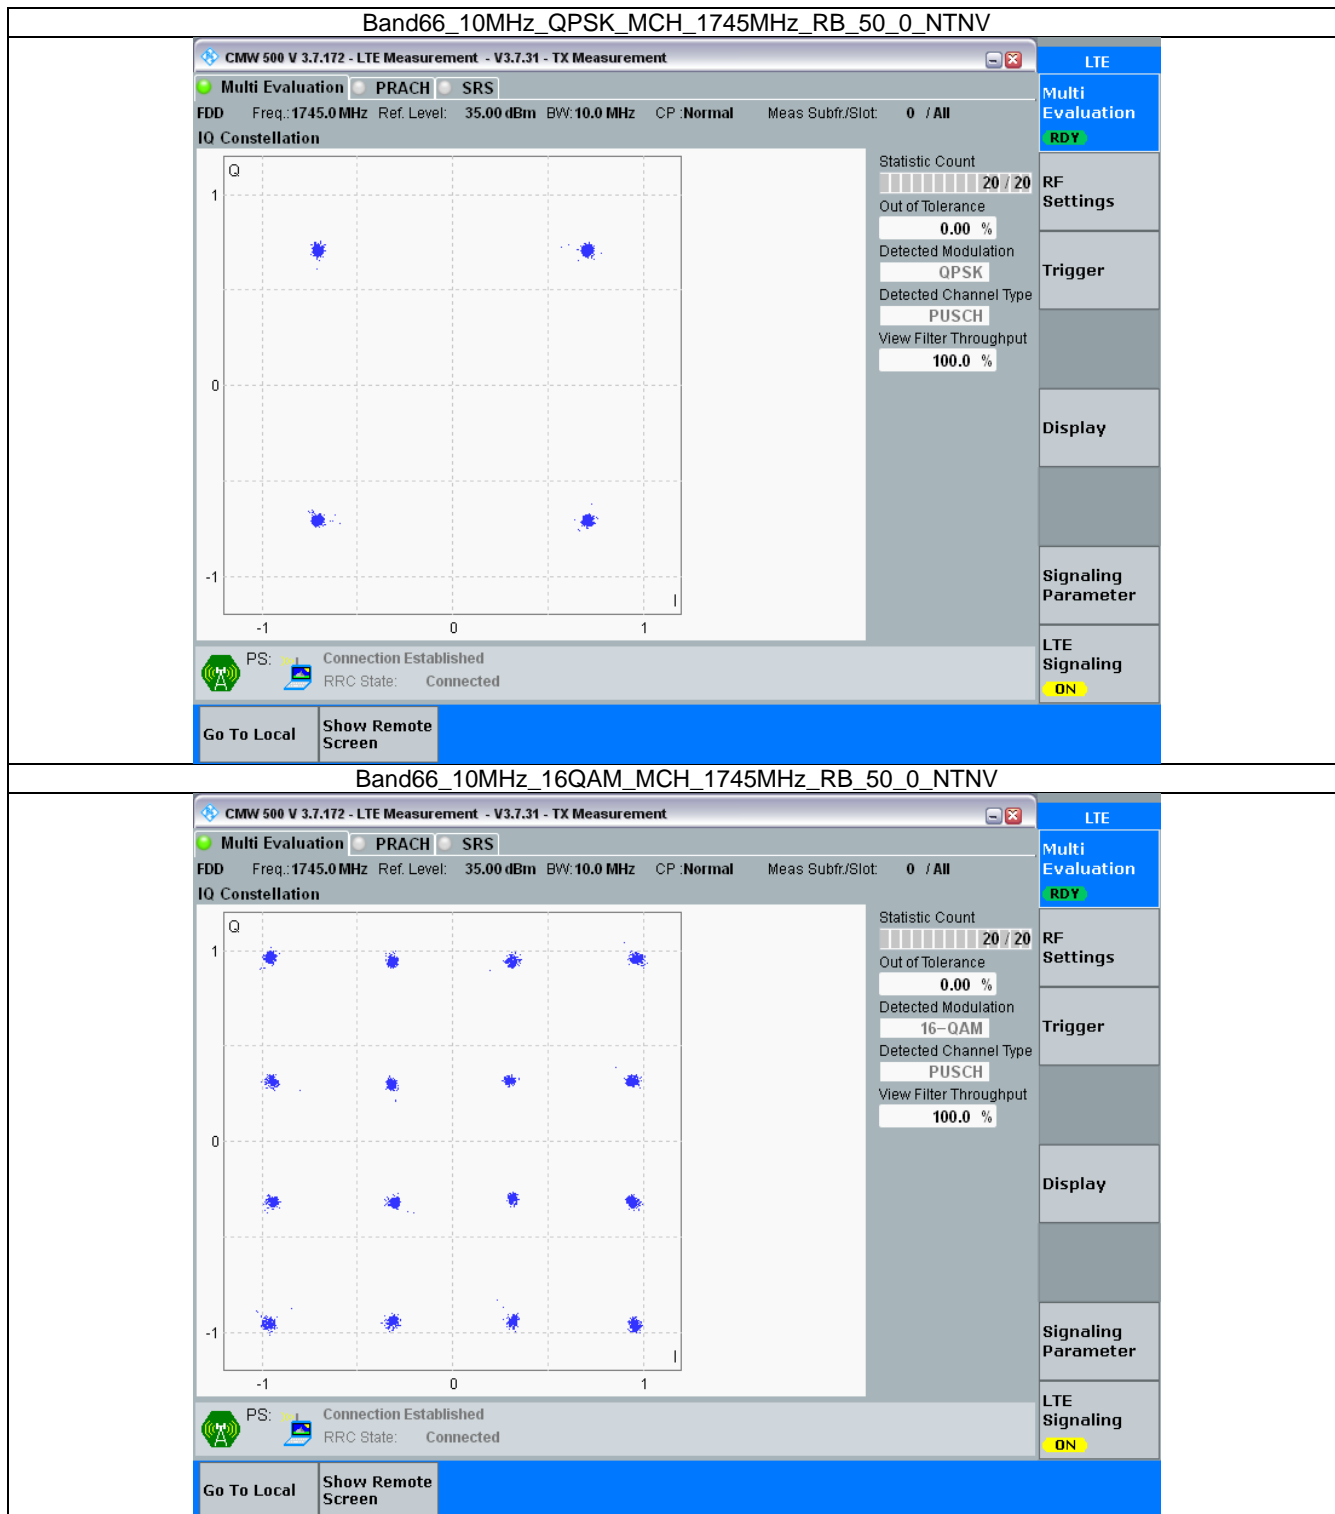 Band66_10MHz_QPSK_MCH_1745MHz_RB_50_0_NTNV
CMW 500 V 3.7.172 - LTE Measurement - V3.7.31 - TX Measurement
LTE
Multi Evaluation PRACH SRS
Multi
Evaluation
RDY
FDD Freq.: 1745.0 MHz Ref. Level: 35.00 dBm BW: 10.0 MHz CP : Normal Meas Subfr./Slot: 0 / All
IQ Constellation
Q
1
0
-1
I
-1 0 1
Statistic Count
20 / 20
Out of Tolerance
0.00 %
Detected Modulation
QPSK
Detected Channel Type
PUSCH
View Filter Throughput
100.0 %
RF
Settings
Trigger
Display
Signaling
Parameter
LTE
Signaling
ON
PS: Connection Established
RRC State: Connected
Go To Local
Show Remote
Screen
Band66_10MHz_16QAM_MCH_1745MHz_RB_50_0_NTNV
CMW 500 V 3.7.172 - LTE Measurement - V3.7.31 - TX Measurement
LTE
Multi Evaluation PRACH SRS
Multi
Evaluation
RDY
FDD Freq.: 1745.0 MHz Ref. Level: 35.00 dBm BW: 10.0 MHz CP : Normal Meas Subfr./Slot: 0 / All
IQ Constellation
Q
1
0
-1
I
-1 0 1
Statistic Count
20 / 20
Out of Tolerance
0.00 %
Detected Modulation
16-QAM
Detected Channel Type
PUSCH
View Filter Throughput
100.0 %
RF
Settings
Trigger
Display
Signaling
Parameter
LTE
Signaling
ON
PS: Connection Established
RRC State: Connected
Go To Local
Show Remote
Screen